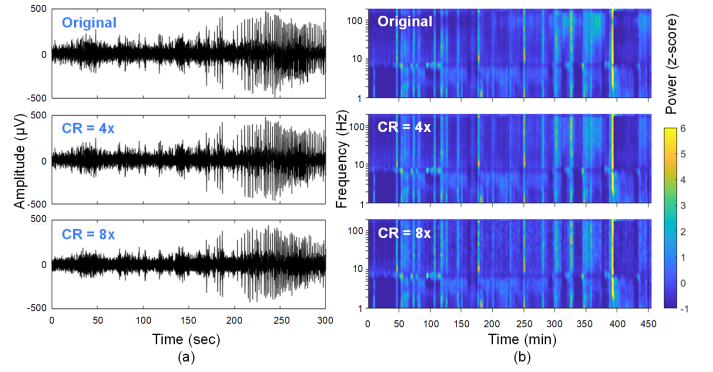 Original
500
0
-500
CR = 4x
500
0
-500
CR = 8x
500
0
-500
0 50 100 150 200 250 300
Amplitude (µV)
Time (sec)
(a)
Original
100
10
1
CR = 4x
100
10
1
CR = 8x
100
10
1
0 50 100 150 200 250 300 350 400 450
Frequency (Hz)
Time (min)
(b)
Power (z-score)
6
5
4
3
2
1
0
-1